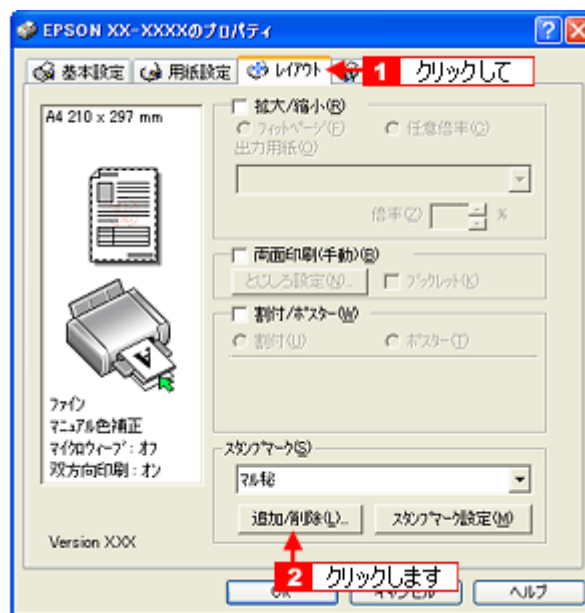 EPSON XX-XXXXのプロパティ
基本設定 用紙設定 レイアウト 1 クリックして
A4 210 x 297 mm
拡大/縮小(R)
フィットページ(F) 任意倍率(C)
出力用紙(O)
倍率(Z) %
両面印刷(手動)(B)
とじしろ設定(N)... ブックレット(K)
割付/ポスター(W)
割付(U) ポスター(T)
ファイン
マニュアル色補正
マイクロウィーブ : オフ
双方向印刷 : オン
スタンプマーク(S)
マル秘
追加/削除(L)... スタンプマーク設定(M)
Version XXX
2 クリックします
OK キャンセル ヘルプ